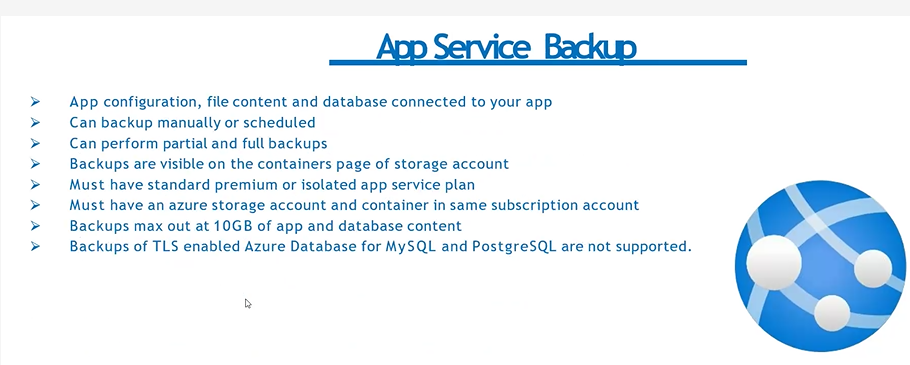 App Service Backup
App configuration, file content and database connected to your app
Can backup manually or scheduled
Can perform partial and full backups
Backups are visible on the containers page of storage account
Must have standard premium or isolated app service plan
Must have an azure storage account and container in same subscription account
Backups max out at 10GB of app and database content
Backups of TLS enabled Azure Database for MySQL and PostgreSQL are not supported.